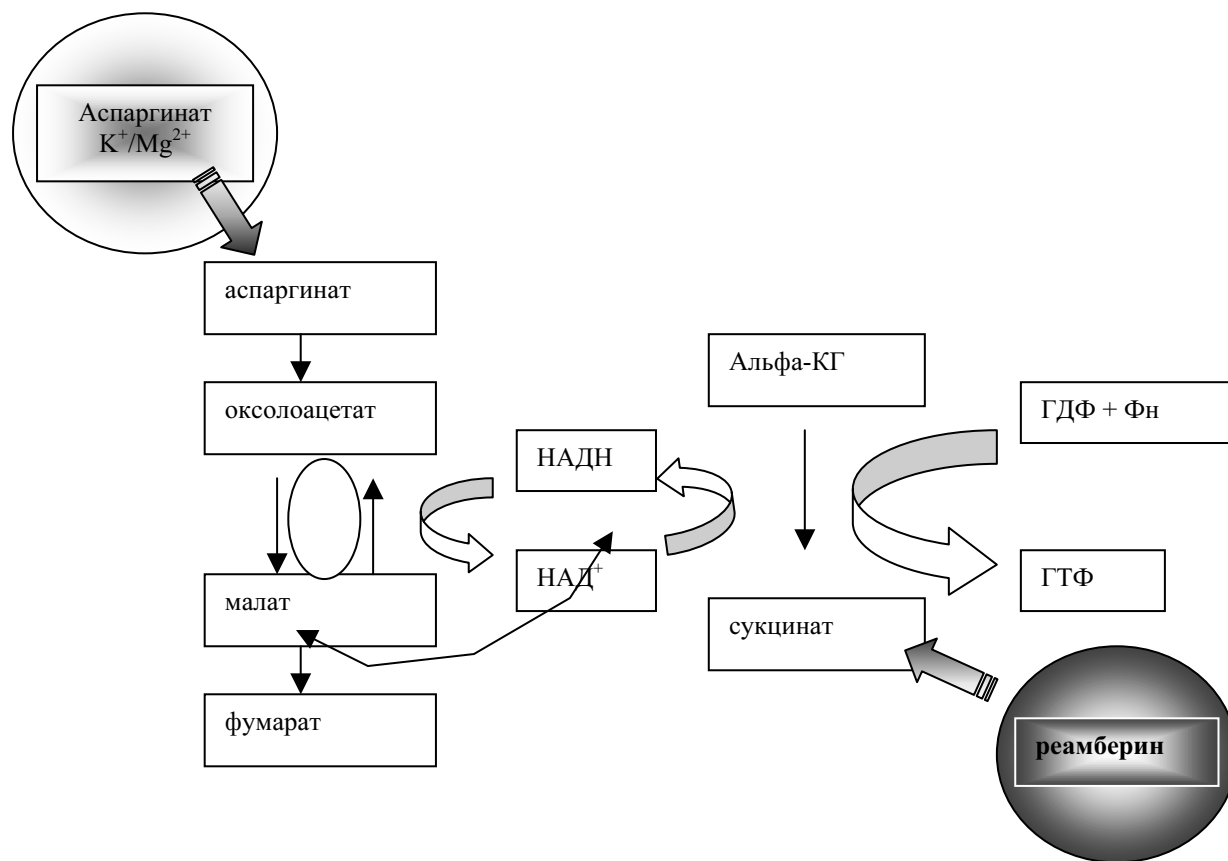 Аспаргинат
K⁺/Mg²⁺
аспаргинат
Альфа-КГ
оксолоацетат
ГДФ + Фн
НАДН
НАД⁺
ГТФ
малат
сукцинат
фумарат
реамберин